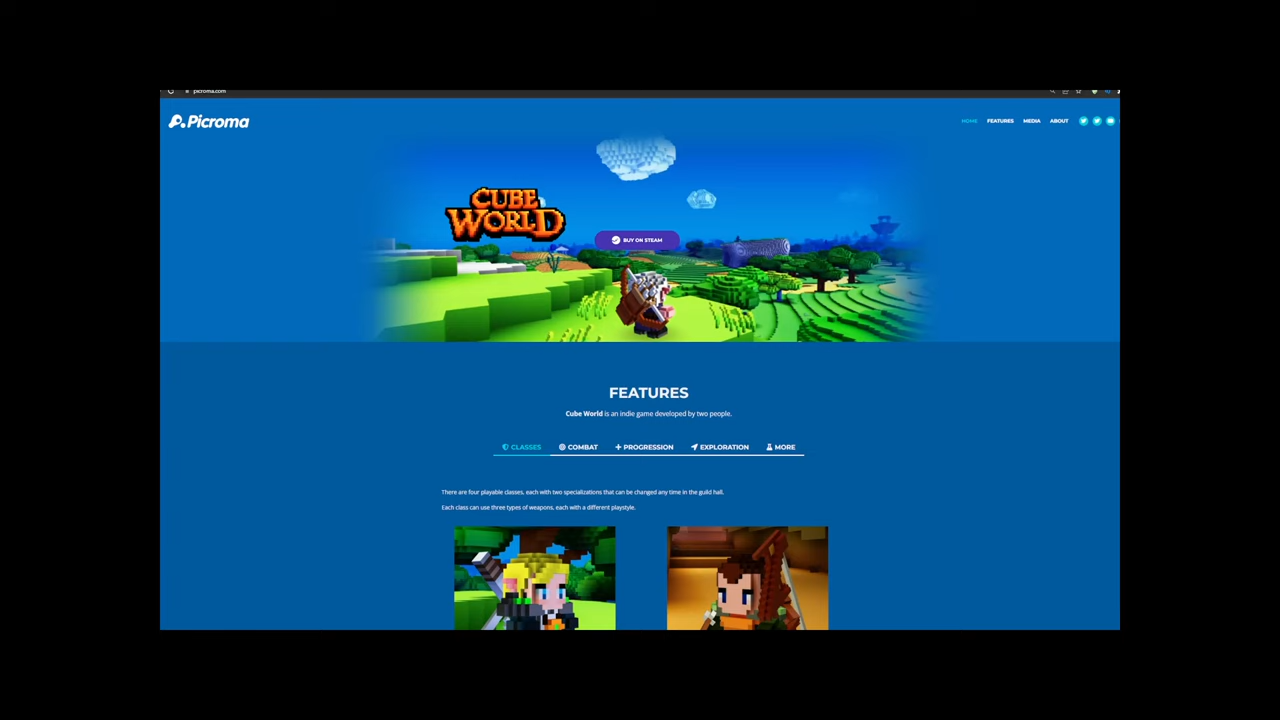 picroma.com
Picroma
HOME FEATURES MEDIA ABOUT
CUBE
WORLD
BUY ON STEAM
FEATURES
Cube World is an indie game developed by two people.
CLASSES COMBAT PROGRESSION EXPLORATION MORE
There are four playable classes, each with two specializations that can be changed any time in the guild hall.
Each class can use three types of weapons, each with a different playstyle.